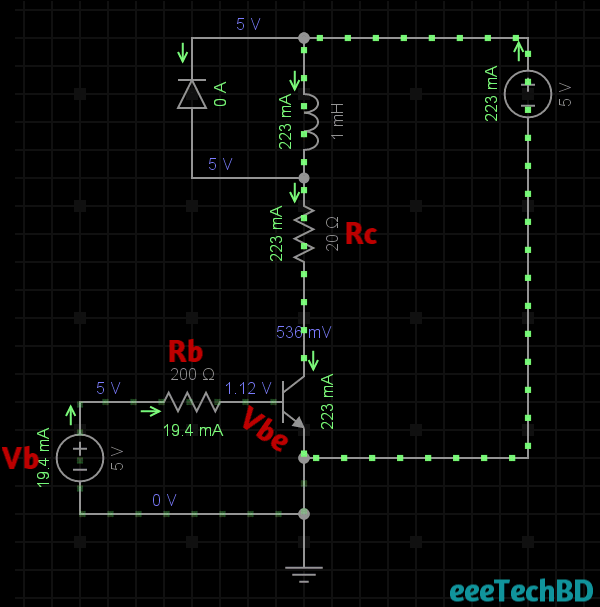 5 V
0 A
223 mA
1 mH
223 mA
5 V
5 V
223 mA
20 Ω
Rc
536 mV
Rb
200 Ω
5 V
1.12 V
Vbe
223 mA
19.4 mA
Vb
19.4 mA
5 V
0 V
eeeTechBD